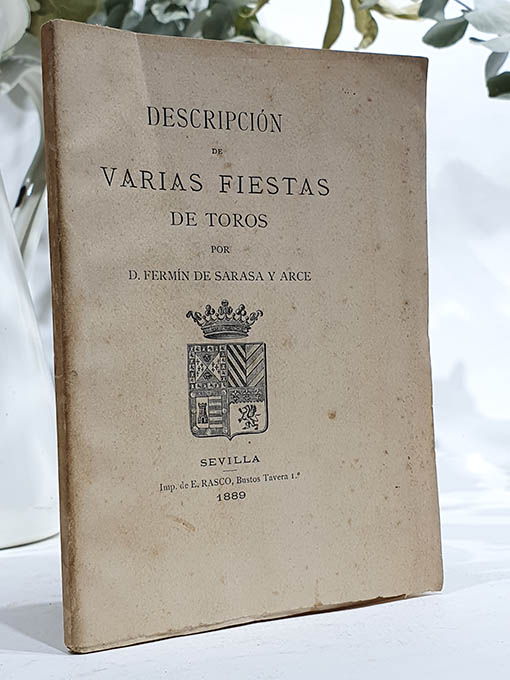 DESCRIPCIÓN
DE
VARIAS FIESTAS
DE TOROS
POR
D. FERMÍN DE SARASA Y ARCE
SEVILLA
Imp. de E. RASCO, Bustos Tavera 1.º
1889